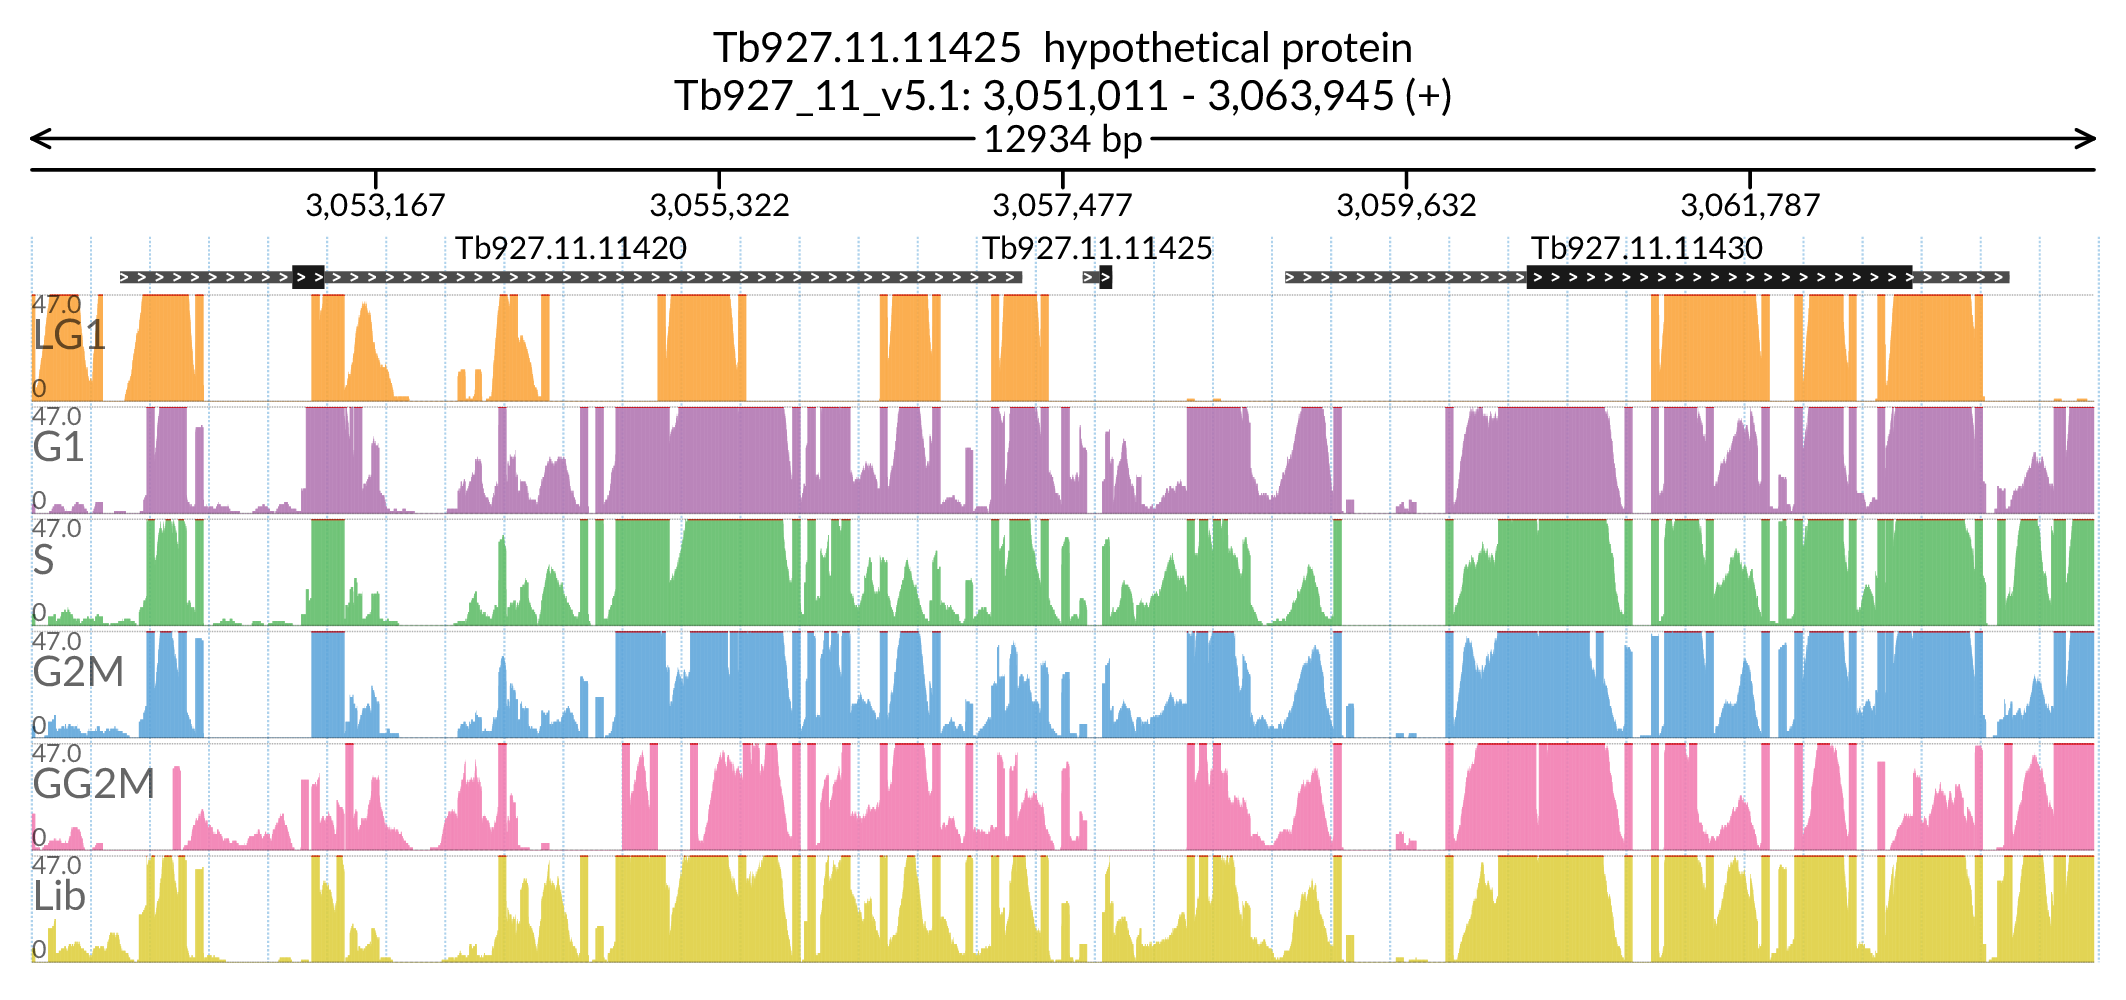 Tb927.11.11425 hypothetical protein
Tb927_11_v5.1: 3,051,011 - 3,063,945 (+)
12934 bp
3,053,167 3,055,322 3,057,477 3,059,632 3,061,787
Tb927.11.11420 Tb927.11.11425 Tb927.11.11430
47.0
LG1
0
47.0
G1
0
47.0
S
0
47.0
G2M
0
47.0
GG2M
0
47.0
Lib
0